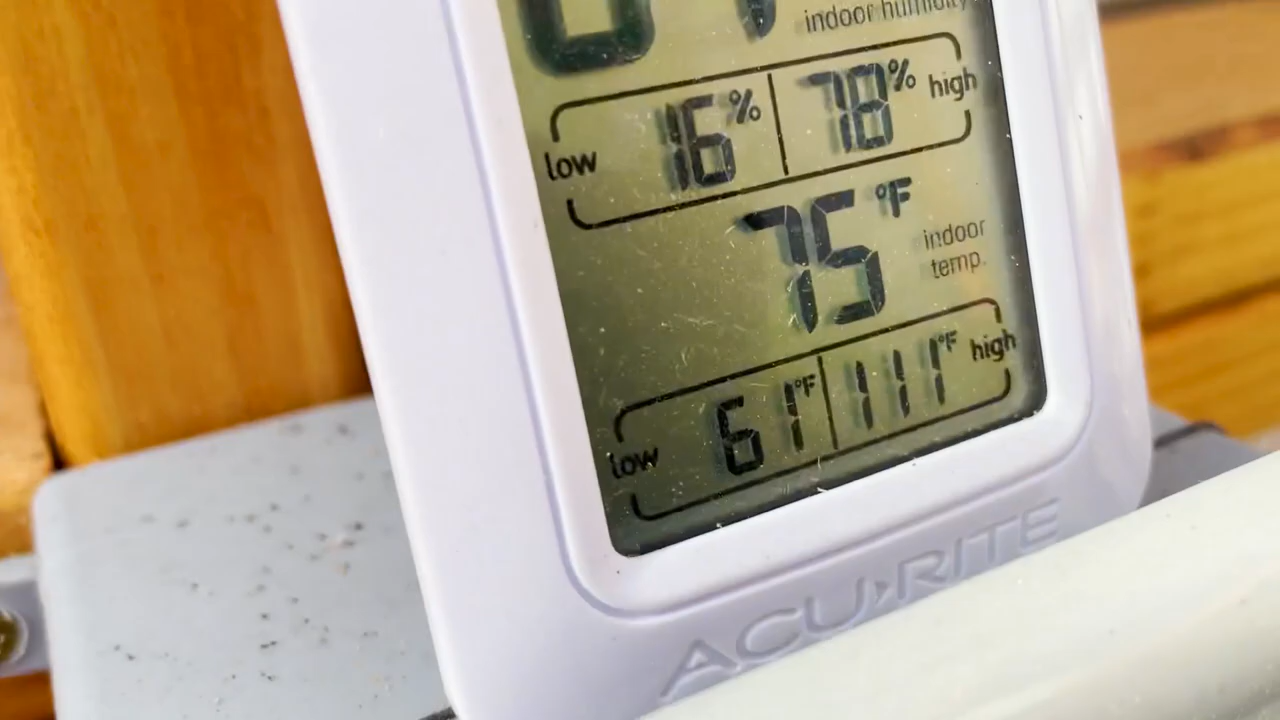 indoor humidity
low 16% 78% high
75°F
indoor
temp.
low 61°F 111°F high
ACU›RITE